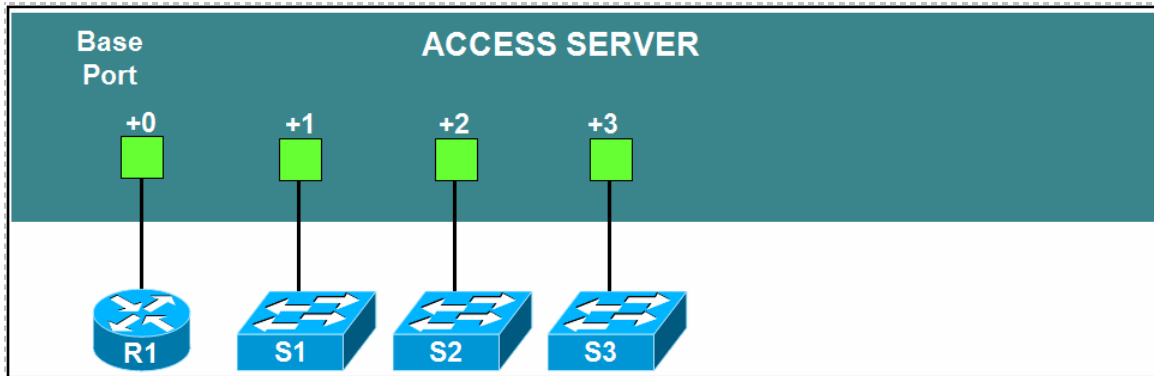 ACCESS SERVER
Base
Port
+0 +1 +2 +3
R1 S1 S2 S3